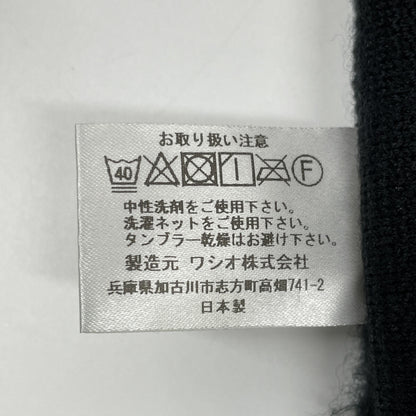 お取り扱い注意
40 F
中性洗剤をご使用下さい。
洗濯ネットをご使用下さい。
タンブラー乾燥はお避け下さい。
製造元 ワシオ株式会社
兵庫県加古川市志方町高畑741-2
日本製